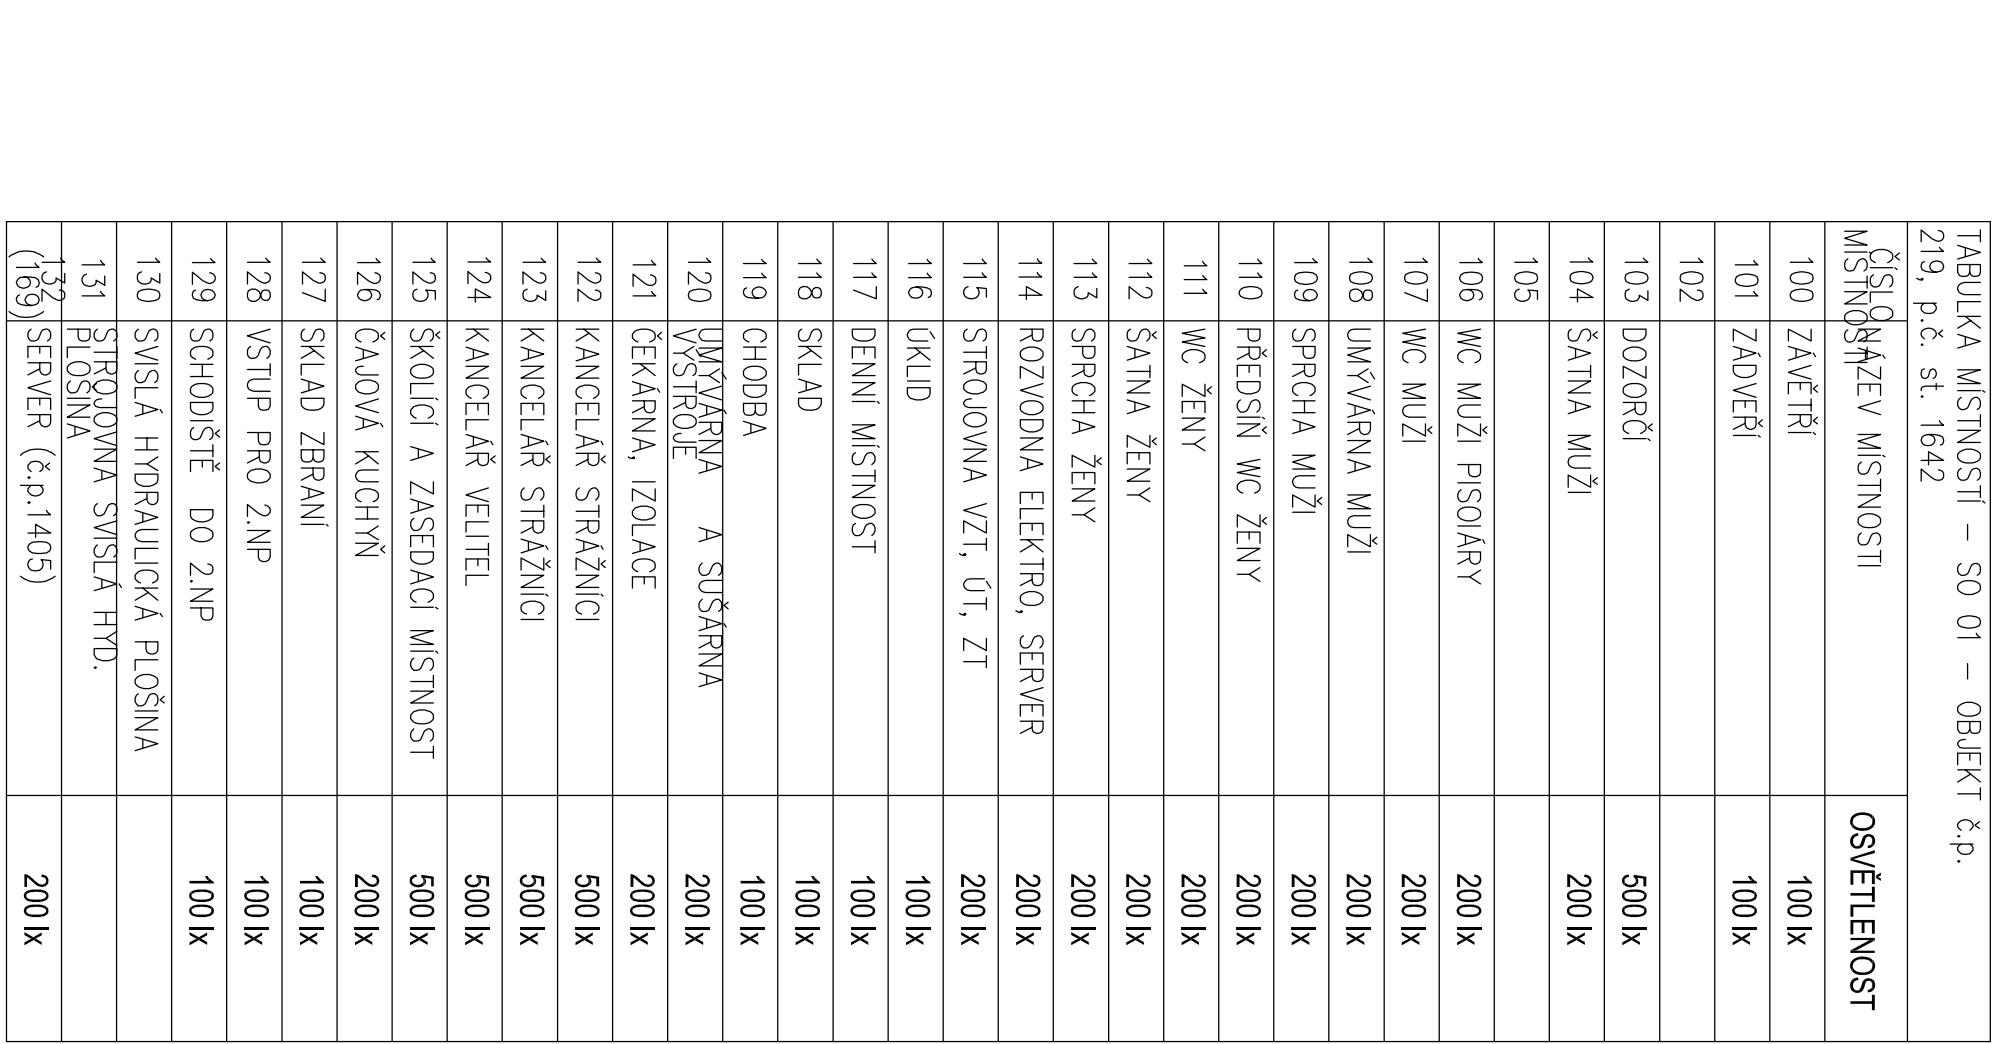 TABULKA MÍSTNOSTÍ – SO 01 – OBJEKT č.p.
219, p.č. st. 1642
ČÍSLO
MÍSTNOSTI
NÁZEV MÍSTNOSTI OSVĚTLENOST
100 ZÁVĚTŘÍ 100 lx
101 ZÁDVEŘÍ 100 lx
102
103 DOZORČÍ 500 lx
104 ŠATNA MUŽI 200 lx
105
106 WC MUŽI PISOIÁRY 200 lx
107 WC MUŽI 200 lx
108 UMÝVÁRNA MUŽI 200 lx
109 SPRCHA MUŽI 200 lx
110 PŘEDSÍŇ WC ŽENY 200 lx
111 WC ŽENY 200 lx
112 ŠATNA ŽENY 200 lx
113 SPRCHA ŽENY 200 lx
114 ROZVODNA ELEKTRO, SERVER 200 lx
115 STROJOVNA VZT, ÚT, ZT 200 lx
116 ÚKLID 100 lx
117 DENNÍ MÍSTNOST 100 lx
118 SKLAD 100 lx
119 CHODBA 100 lx
120 UMÝVÁRNA A SUŠÁRNA
VÝSTROJE 200 lx
121 ČEKÁRNA, IZOLACE 200 lx
122 KANCELÁŘ STRÁŽNÍCI 500 lx
123 KANCELÁŘ STRÁŽNÍCI 500 lx
124 KANCELÁŘ VELITEL 500 lx
125 ŠKOLÍCÍ A ZASEDACÍ MÍSTNOST 500 lx
126 ČAJOVÁ KUCHYŇ 200 lx
127 SKLAD ZBRANÍ 100 lx
128 VSTUP PRO 2.NP 100 lx
129 SCHODIŠTĚ DO 2.NP 100 lx
130 SVISLÁ HYDRAULICKÁ PLOŠINA
131 STROJOVNA SVISLÁ HYD.
PLOŠINA
132
(169) SERVER (č.p.1405) 200 lx